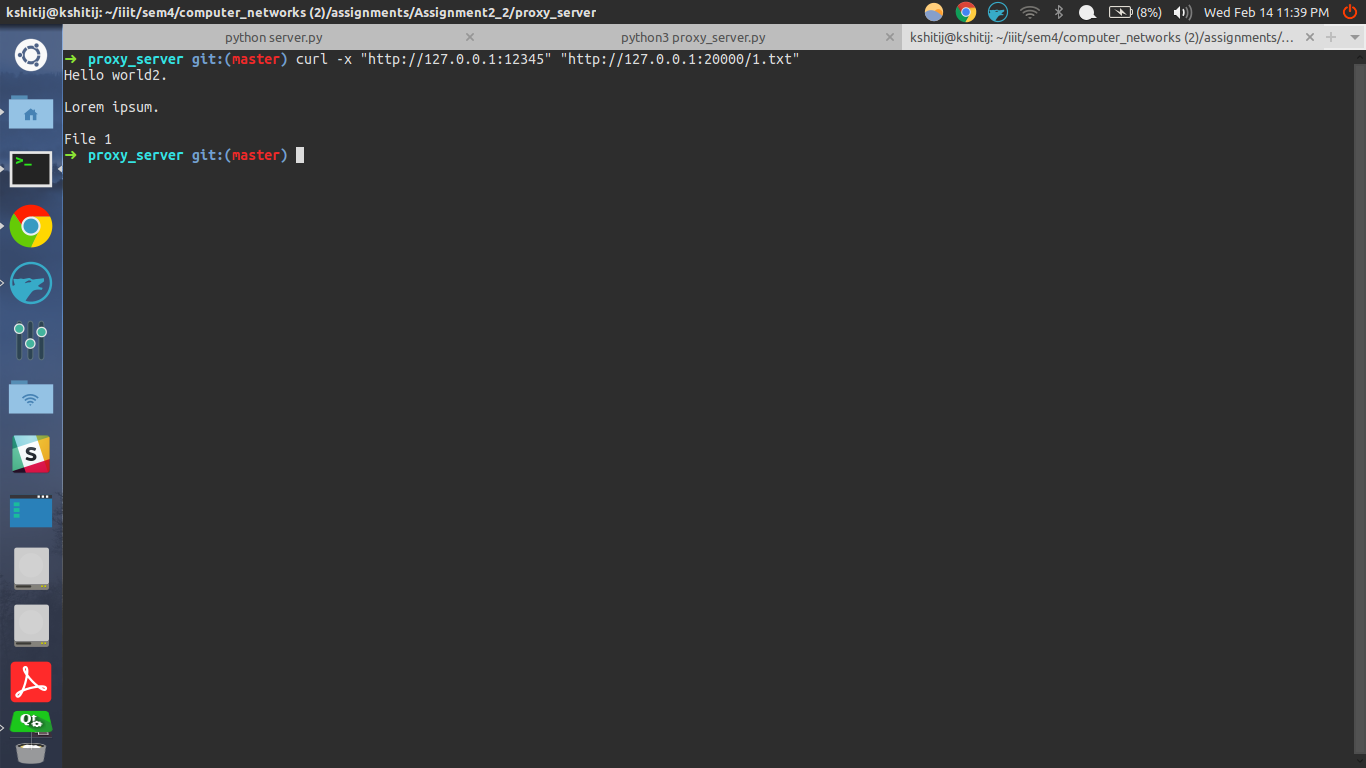 kshitij@kshitij: ~/iiit/sem4/computer_networks (2)/assignments/Assignment2_2/proxy_server
(8%)
Wed Feb 14 11:39 PM
python server.py
python3 proxy_server.py
kshitij@kshitij: ~/iiit/sem4/computer_networks (2)/assignments/...
➜ proxy_server git:(master) curl -x "http://127.0.0.1:12345" "http://127.0.0.1:20000/1.txt"
Hello world2.
Lorem ipsum.
File 1
➜ proxy_server git:(master)
>_
S
Qt